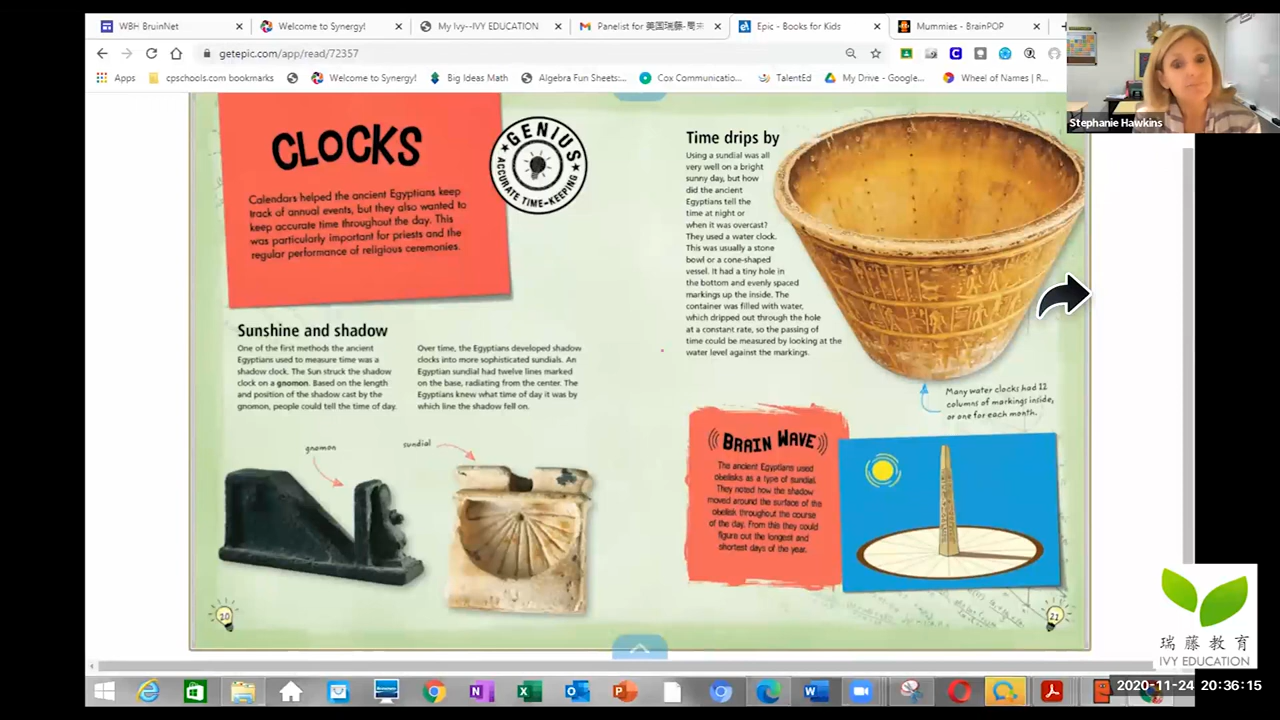 WBH BruinNet
Welcome to Synergy!
My Ivy--IVY EDUCATION
Panelist for 美国瑞藤-周末
Epic - Books for Kids
Mummies - BrainPOP
getepic.com/app/read/72357
Apps
cpschools.com bookmarks
Welcome to Synergy!
Big Ideas Math
Algebra Fun Sheets:...
Cox Communicatio...
TalentEd
My Drive - Google...
Wheel of Names | R...
Stephanie Hawkins
CLOCKS
GENIUS
ACCURATE TIME-KEEPING
Calendars helped the ancient Egyptians keep
track of annual events, but they also wanted to
keep accurate time throughout the day. This
was particularly important for priests and the
regular performance of religious ceremonies.
Sunshine and shadow
One of the first methods the ancient
Egyptians used to measure time was a
shadow clock. The Sun struck the shadow
clock on a gnomon. Based on the length
and position of the shadow cast by the
gnomon, people could tell the time of day.
Over time, the Egyptians developed shadow
clocks into more sophisticated sundials. An
Egyptian sundial had twelve lines marked
on the base, radiating from the center. The
Egyptians knew what time of day it was by
which line the shadow fell on.
gnomon
sundial
20
Time drips by
Using a sundial was all
very well on a bright
sunny day, but how
did the ancient
Egyptians tell the
time at night or
when it was overcast?
They used a water clock.
This was usually a stone
bowl or a cone-shaped
vessel. It had a tiny hole in
the bottom and evenly spaced
markings up the inside. The
container was filled with water,
which dripped out through the hole
at a constant rate, so the passing of
time could be measured by looking at the
water level against the markings.
Many water clocks had 12
columns of markings inside,
or one for each month.
BRAIN WAVE
The ancient Egyptians used
obelisks as a type of sundial.
They noted how the shadow
moved around the surface of the
obelisk throughout the course
of the day. From this they could
figure out the longest and
shortest days of the year.
21
瑞藤教育
IVY EDUCATION
2020-11-24 20:36:15